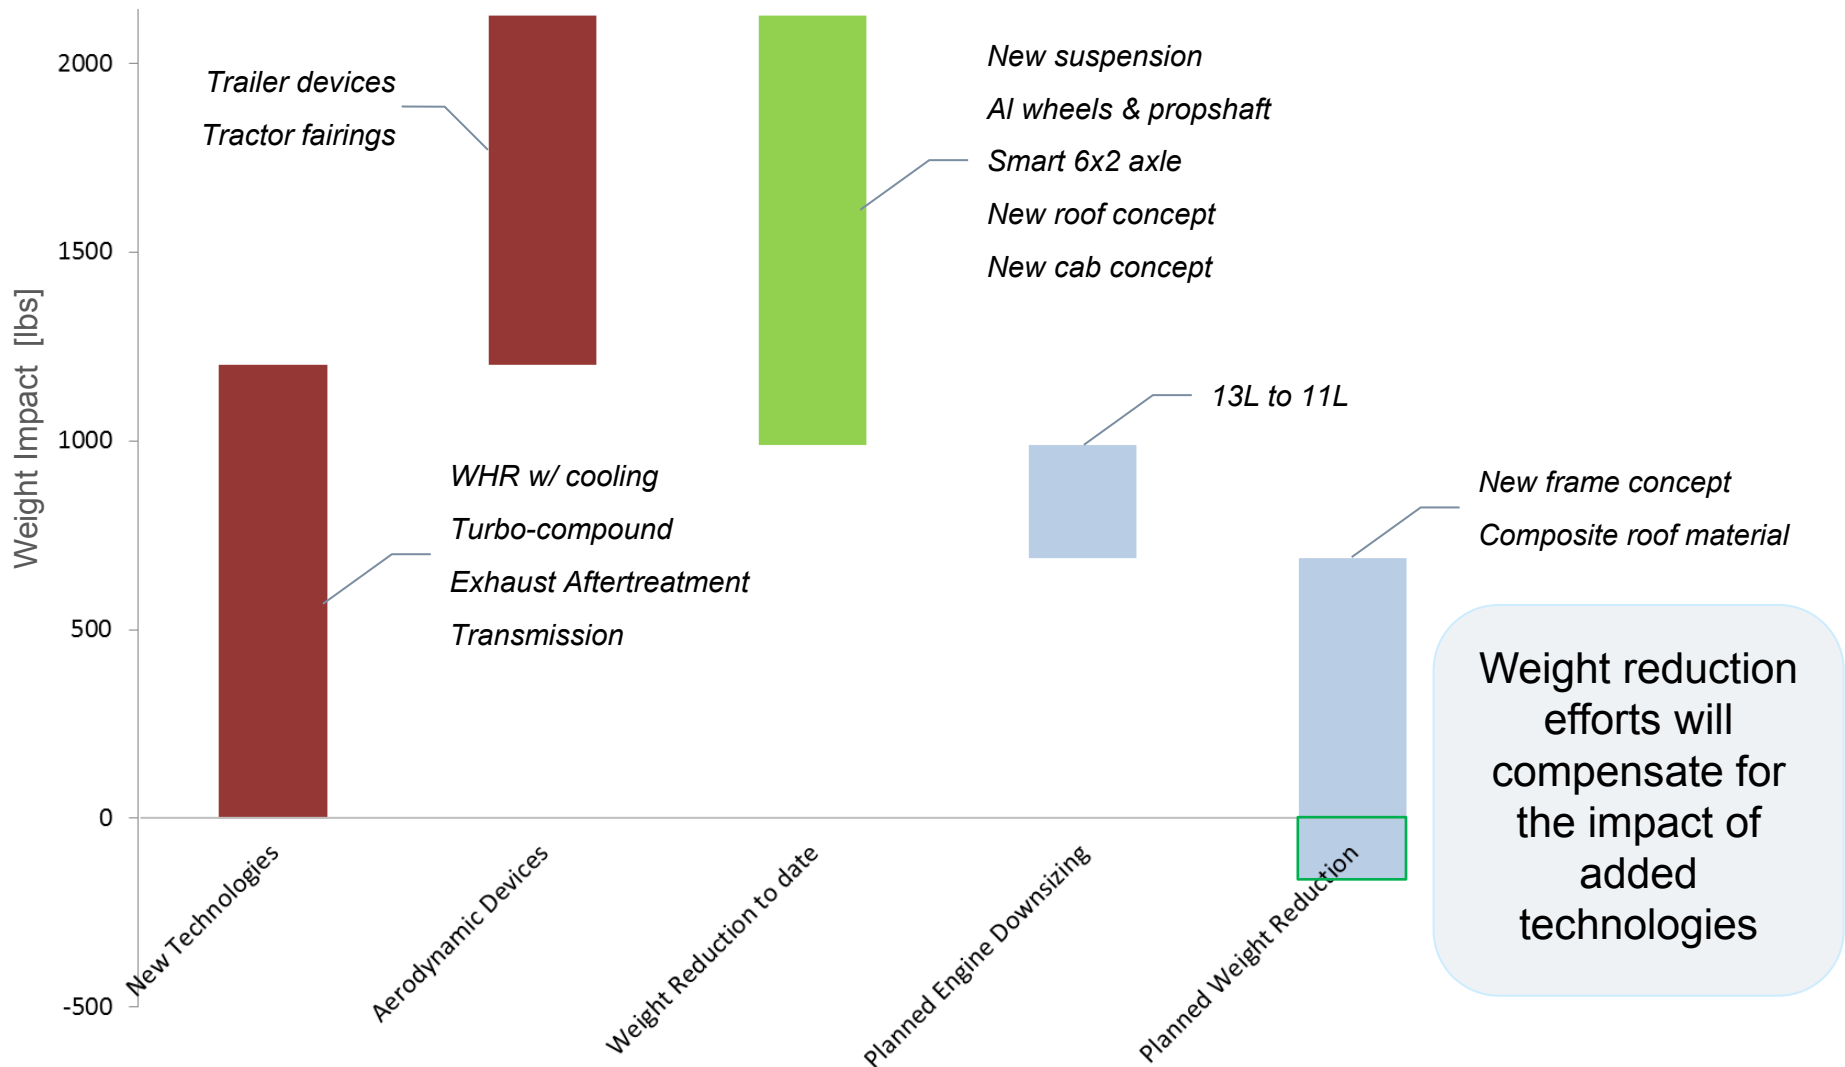 Weight Impact  [lbs]
2000
1500
1000
500
0
-500
Trailer devices
Tractor fairings
New suspension
Al wheels & propshaft
Smart 6x2 axle
New roof concept
New cab concept
13L to 11L
WHR w/ cooling
Turbo-compound
Exhaust Aftertreatment
Transmission
New frame concept
Composite roof material
Weight reduction
efforts will
compensate for
the impact of
added
technologies
New Technologies
Aerodynamic Devices
Weight Reduction to date
Planned Engine Downsizing
Planned Weight Reduction